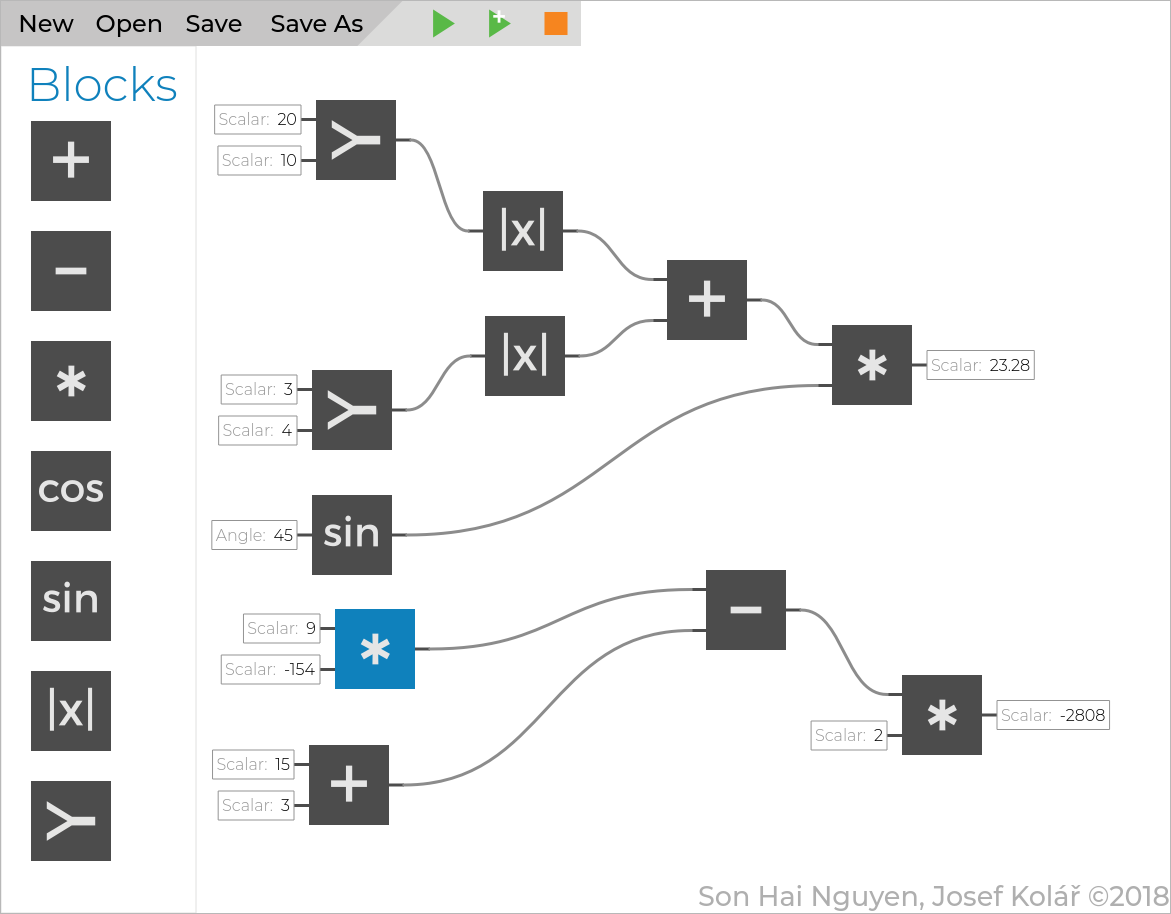 New Open Save Save As
Blocks
+
−
*
cos
sin
|x|
Scalar: 20
Scalar: 10
|x|
+
|x|
*
Scalar: 23.28
Scalar: 3
Scalar: 4
Angle: 45
sin
Scalar: 9
Scalar: -154
*
−
*
Scalar: 2
Scalar: -2808
Scalar: 15
Scalar: 3
+
Son Hai Nguyen, Josef Kolář ©2018